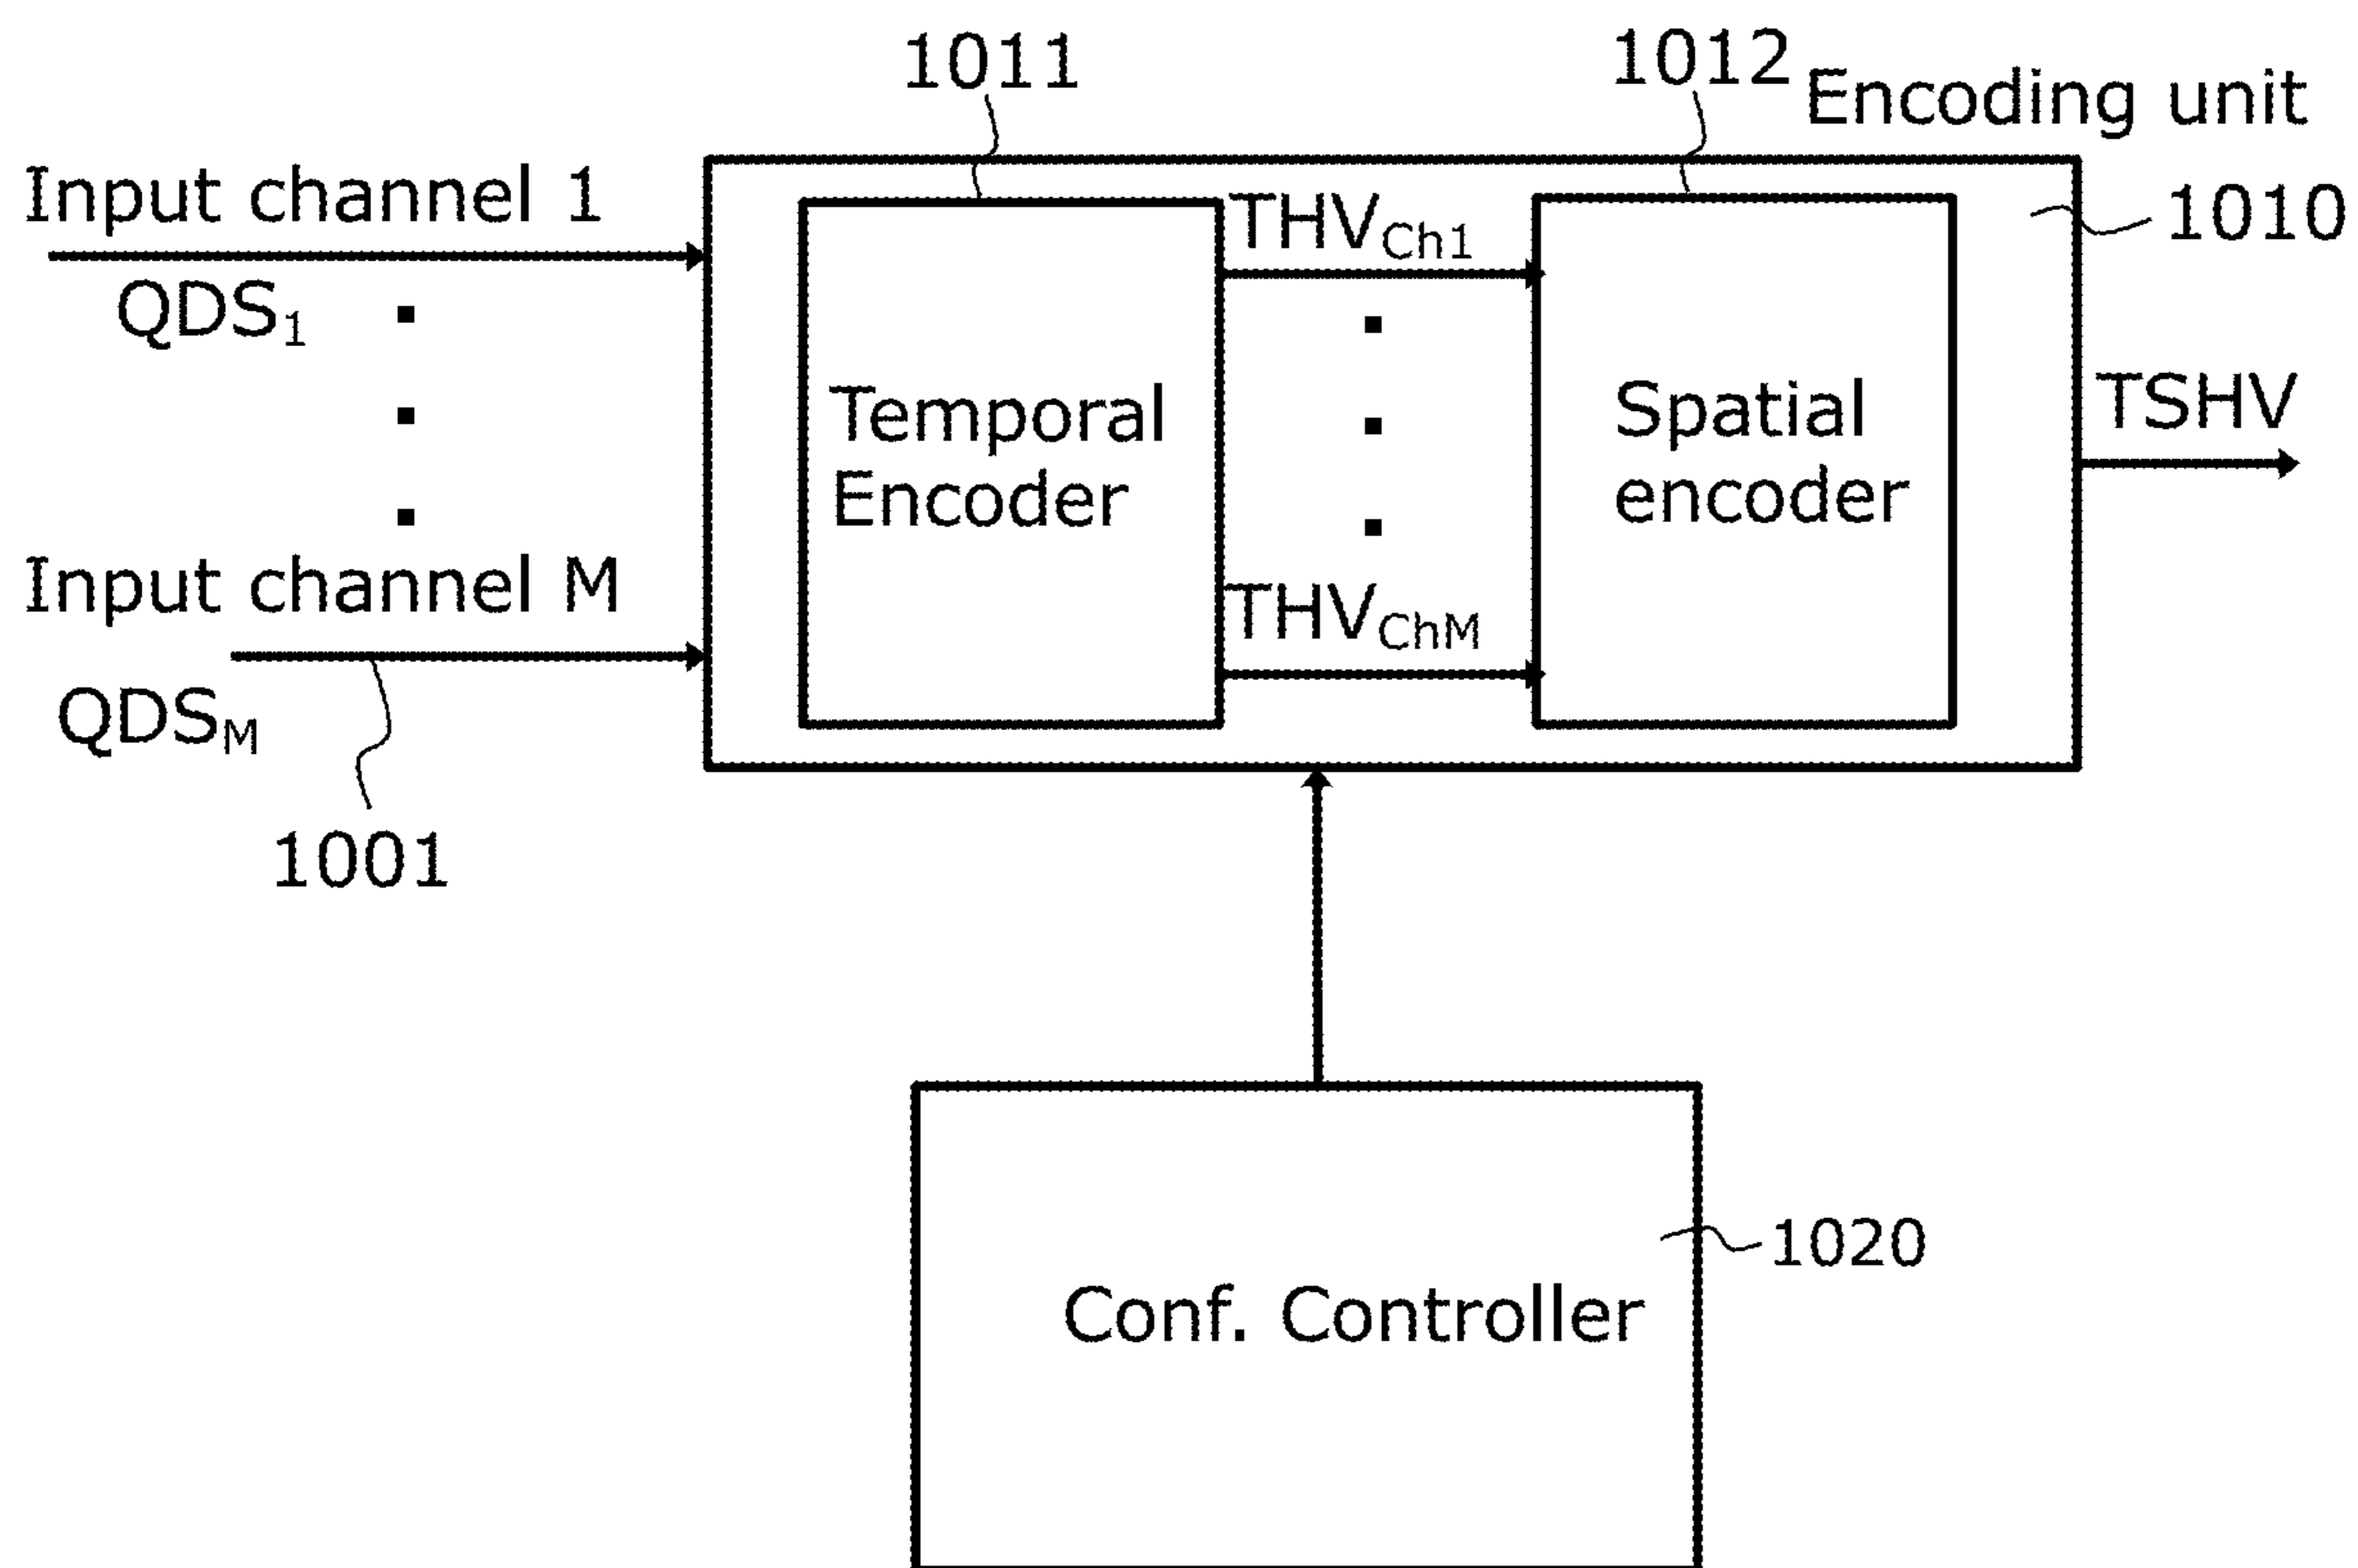 1011
1012
Encoding unit
Input channel 1
1010
QDS1
THVCh1
Temporal
Encoder
Spatial
encoder
TSHV
Input channel M
THVChM
QDSM
1001
1020
Conf. Controller